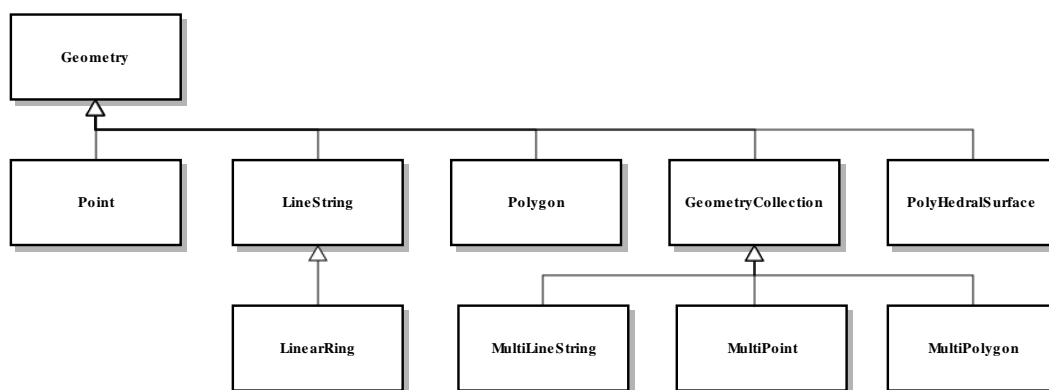 Geometry
Point
LineString
Polygon
GeometryCollection
PolyHedralSurface
LinearRing
MultiLineString
MultiPoint
MultiPolygon